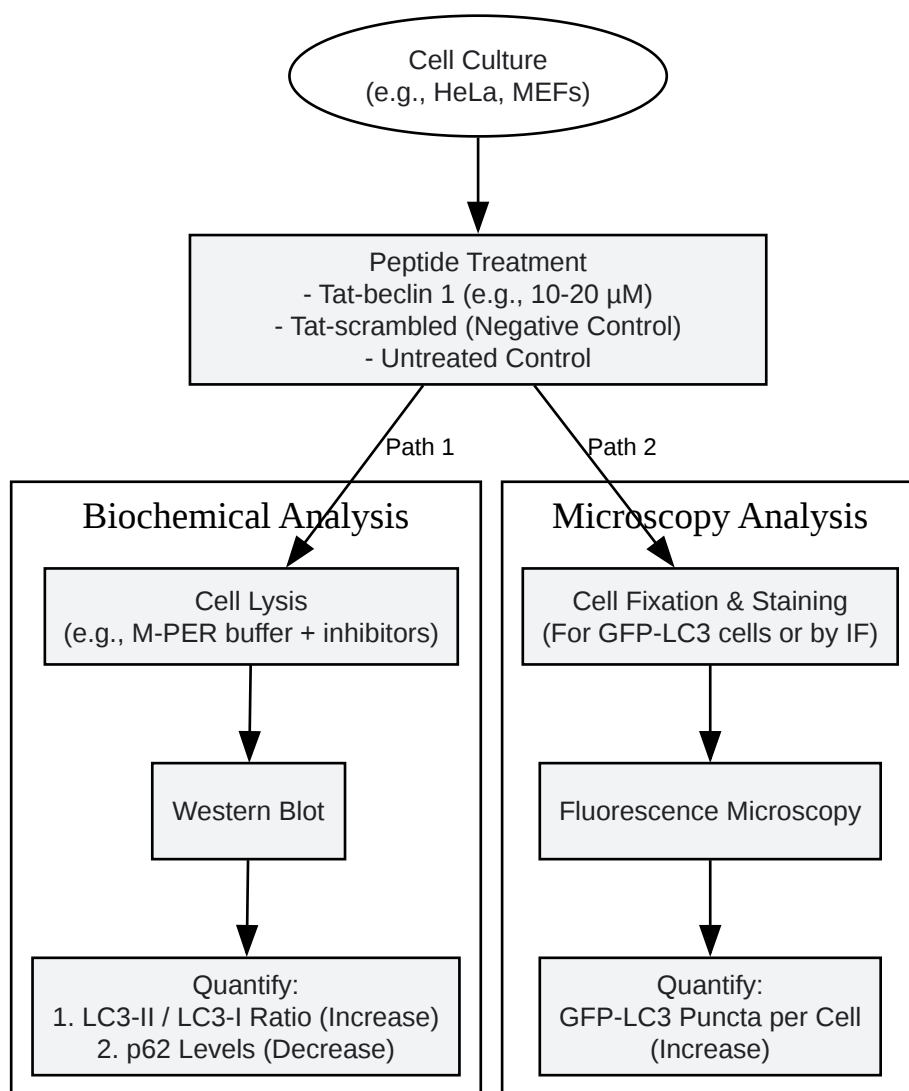 Cell Culture
(e.g., HeLa, MEFs)
Peptide Treatment
- Tat-beclin 1 (e.g., 10-20 µM)
- Tat-scrambled (Negative Control)
- Untreated Control
Path 1
Path 2
Biochemical Analysis
Cell Lysis
(e.g., M-PER buffer + inhibitors)
Western Blot
Quantify:
1. LC3-II / LC3-I Ratio (Increase)
2. p62 Levels (Decrease)
Microscopy Analysis
Cell Fixation & Staining
(For GFP-LC3 cells or by IF)
Fluorescence Microscopy
Quantify:
GFP-LC3 Puncta per Cell
(Increase)